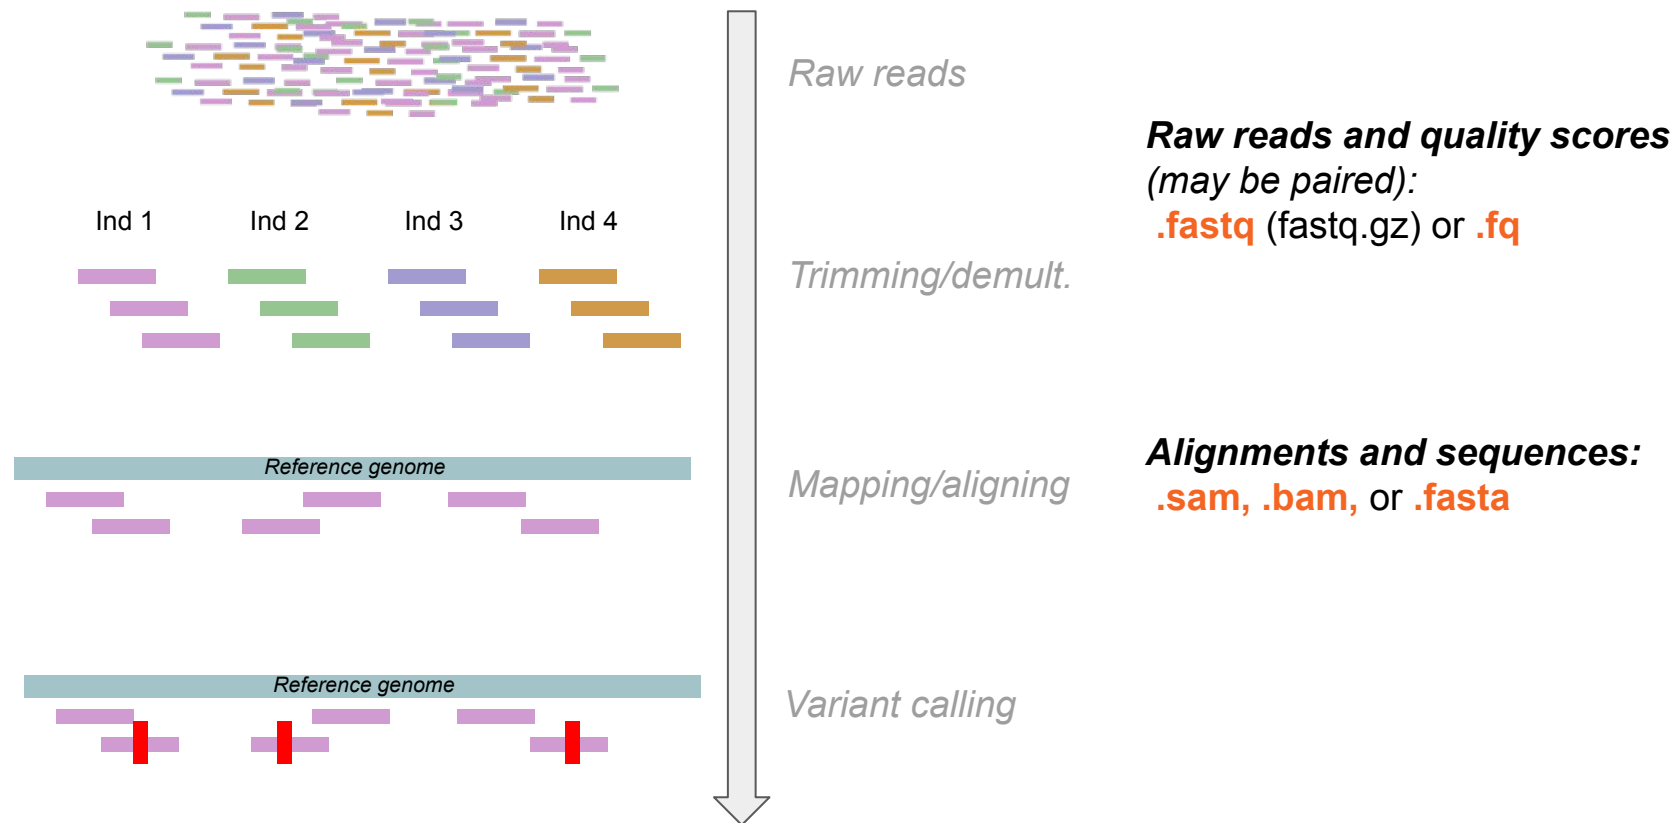 Raw reads
Raw reads and quality scores
(may be paired):
.fastq (fastq.gz) or .fq
Ind 1 Ind 2 Ind 3 Ind 4
Trimming/demult.
Reference genome
Mapping/aligning
Alignments and sequences:
.sam, .bam, or .fasta
Reference genome
Variant calling